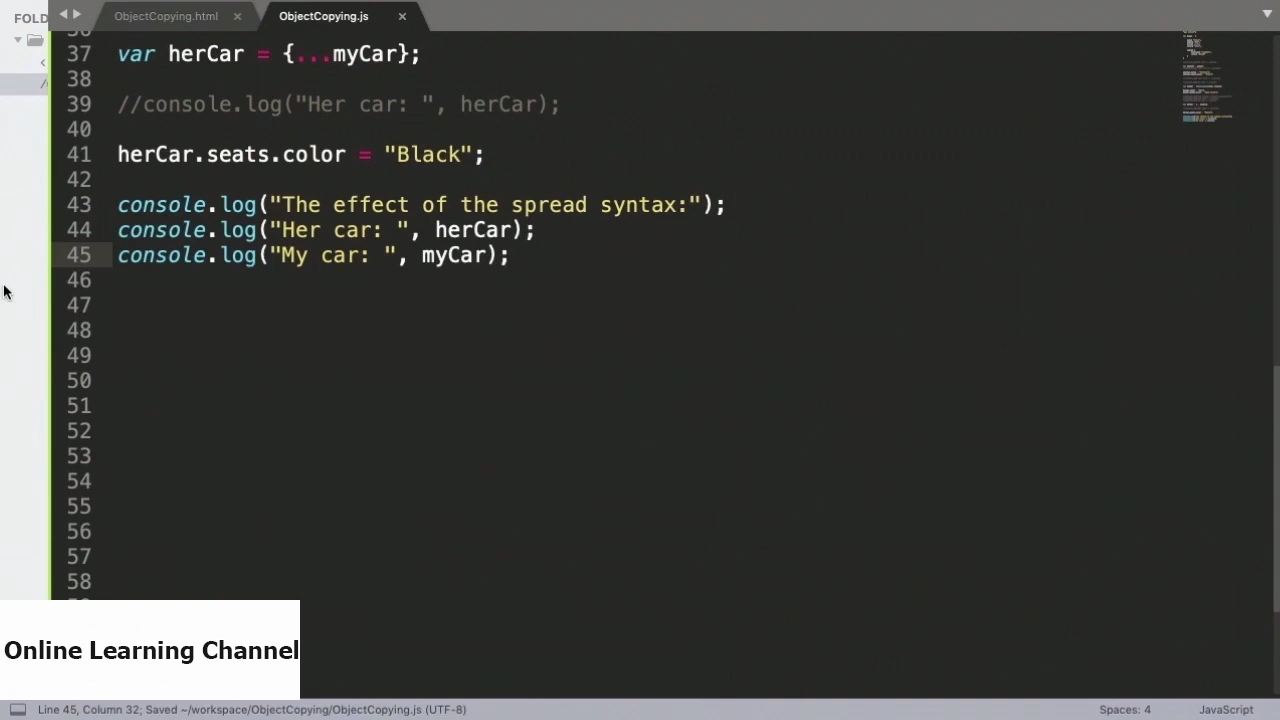 FOLD
ObjectCopying.html
ObjectCopying.js
37 var herCar = {...myCar};
38
39 //console.log("Her car: ", herCar);
40
41 herCar.seats.color = "Black";
42
43 console.log("The effect of the spread syntax:");
44 console.log("Her car: ", herCar);
45 console.log("My car: ", myCar);
46
47
48
49
50
51
52
53
54
55
56
57
58
Online Learning Channel
Line 45, Column 32; Saved ~/workspace/ObjectCopying/ObjectCopying.js (UTF-8)
Spaces: 4
JavaScript